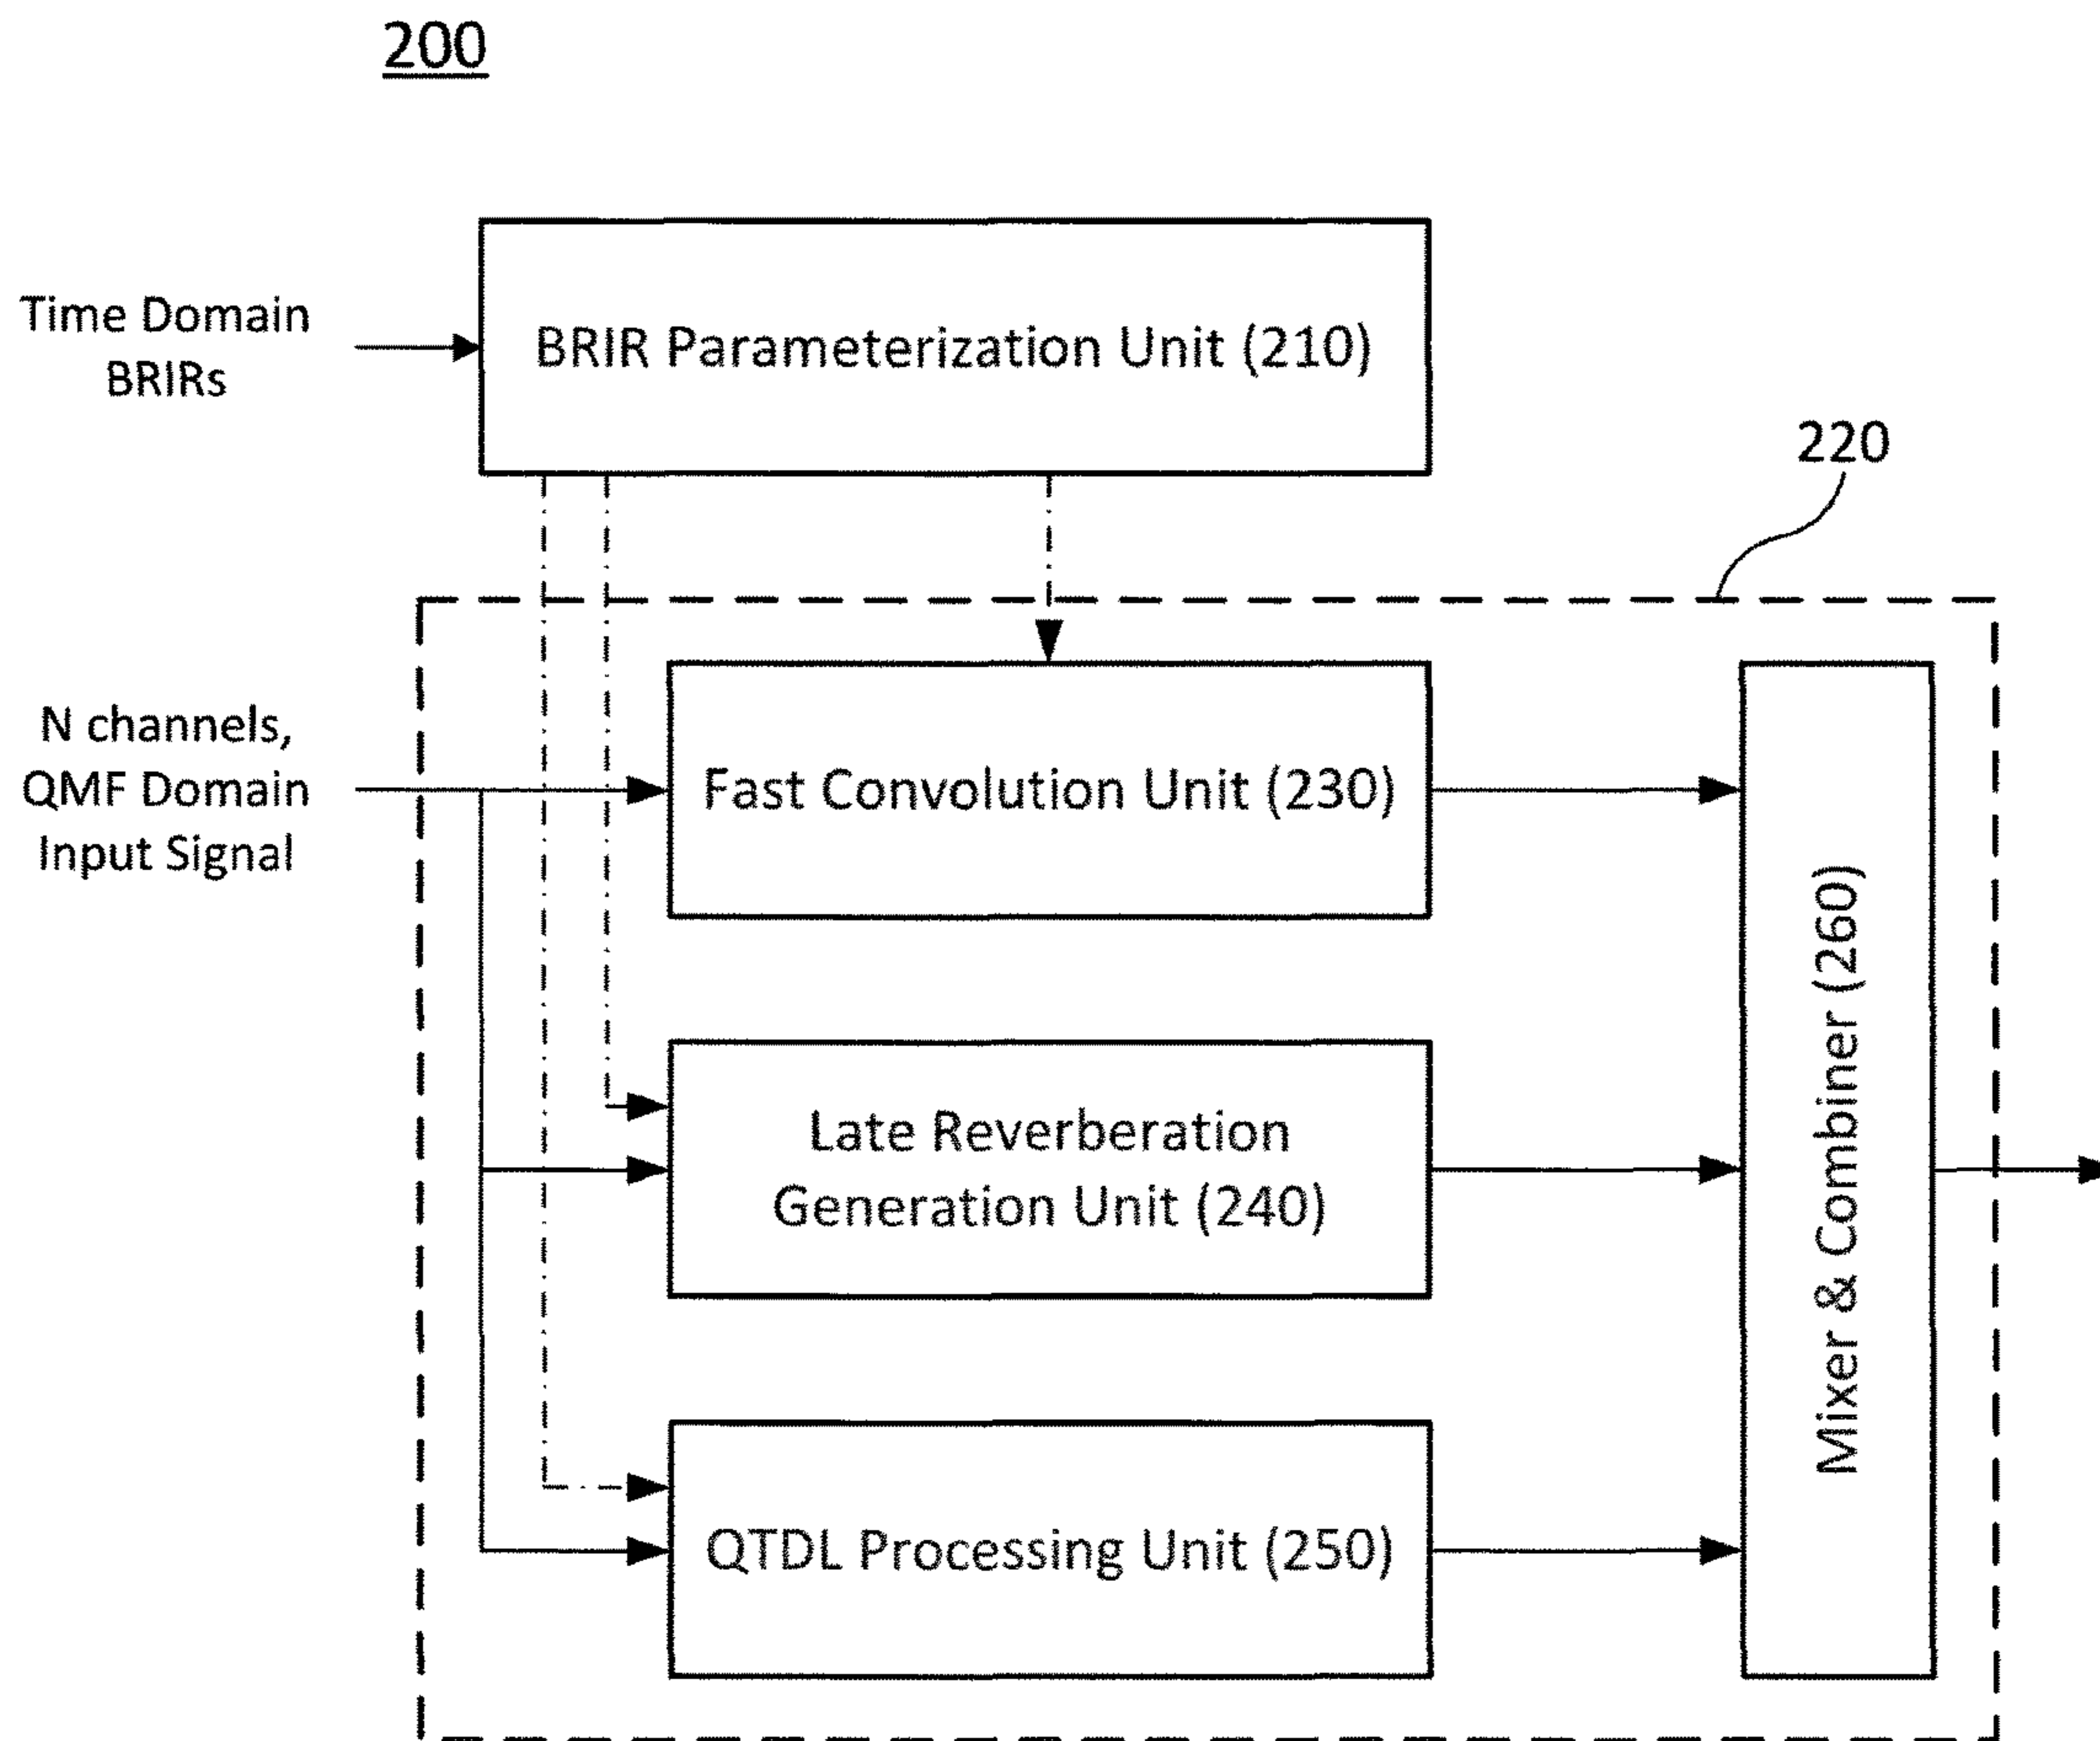 200
Time Domain
BRIRs
BRIR Parameterization Unit (210)
220
N channels,
QMF Domain
Input Signal
Fast Convolution Unit (230)
Late Reverberation
Generation Unit (240)
QTDL Processing Unit (250)
Mixer & Combiner (260)